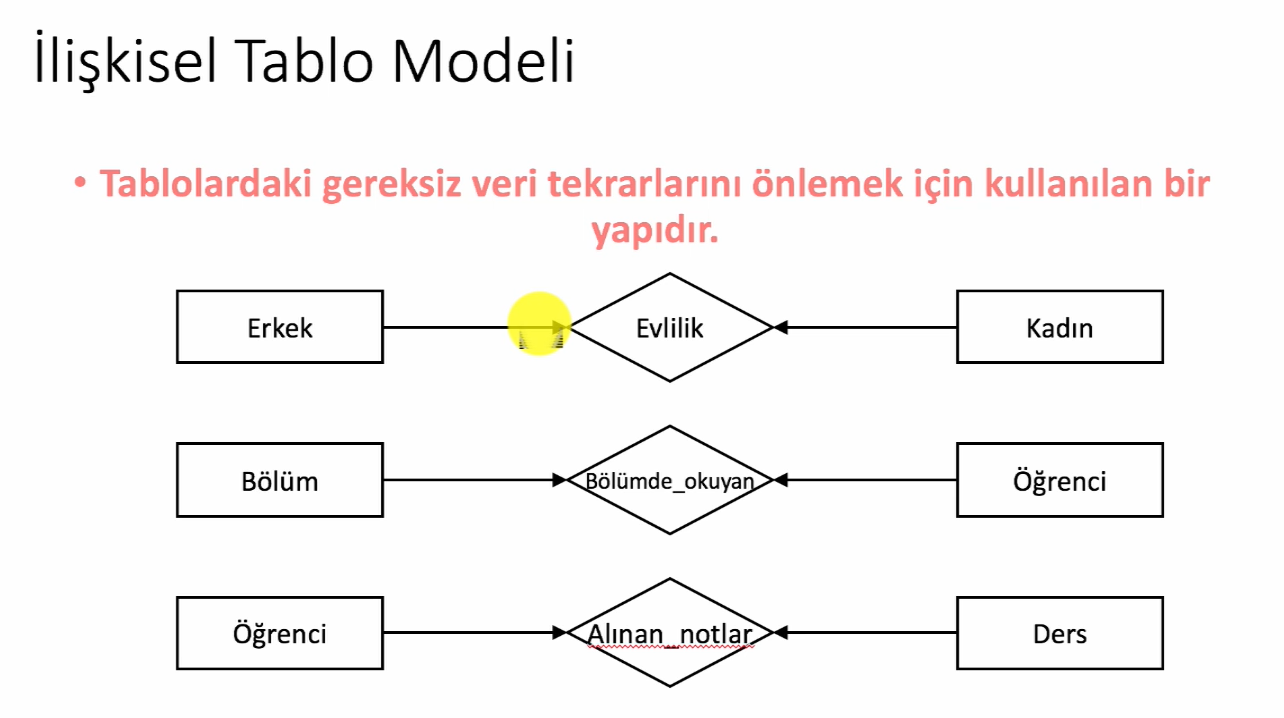 İlişkisel Tablo Modeli
• Tablolardaki gereksiz veri tekrarlarını önlemek için kullanılan bir
yapıdır.
Erkek Evlilik Kadın
Bölüm Bölümde_okuyan Öğrenci
Öğrenci Alınan_notlar Ders